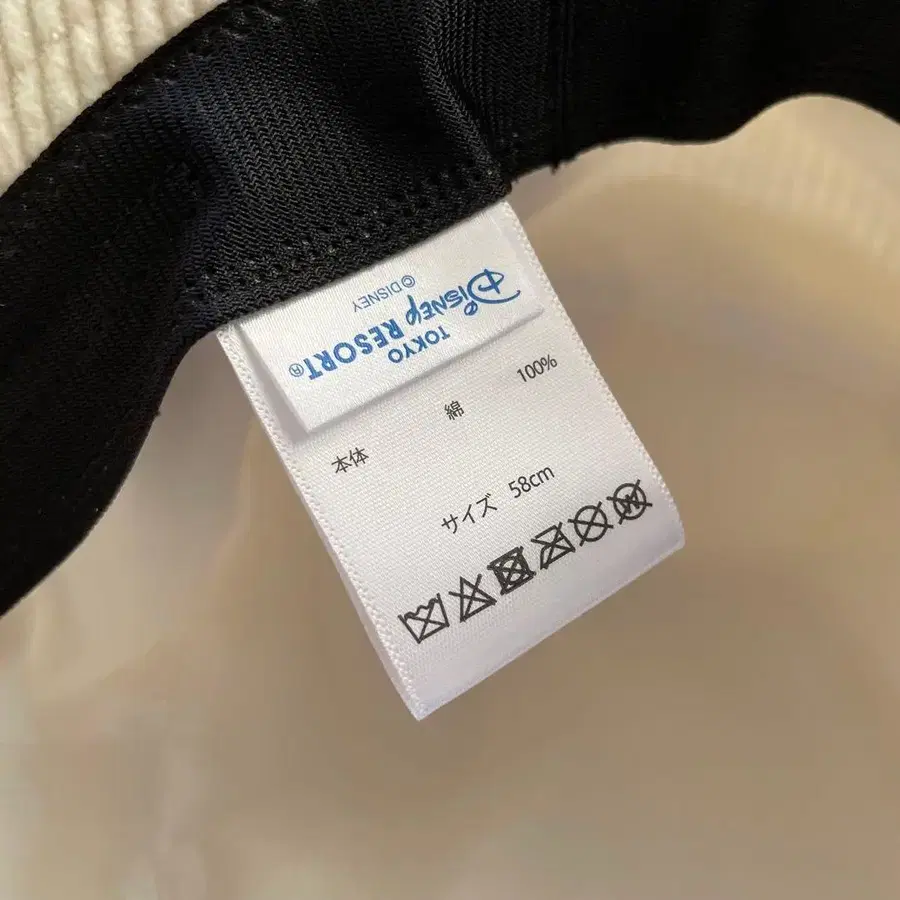 TOKYO
Disney RESORT®
© DISNEY
本体 綿 100%
サイズ 58cm